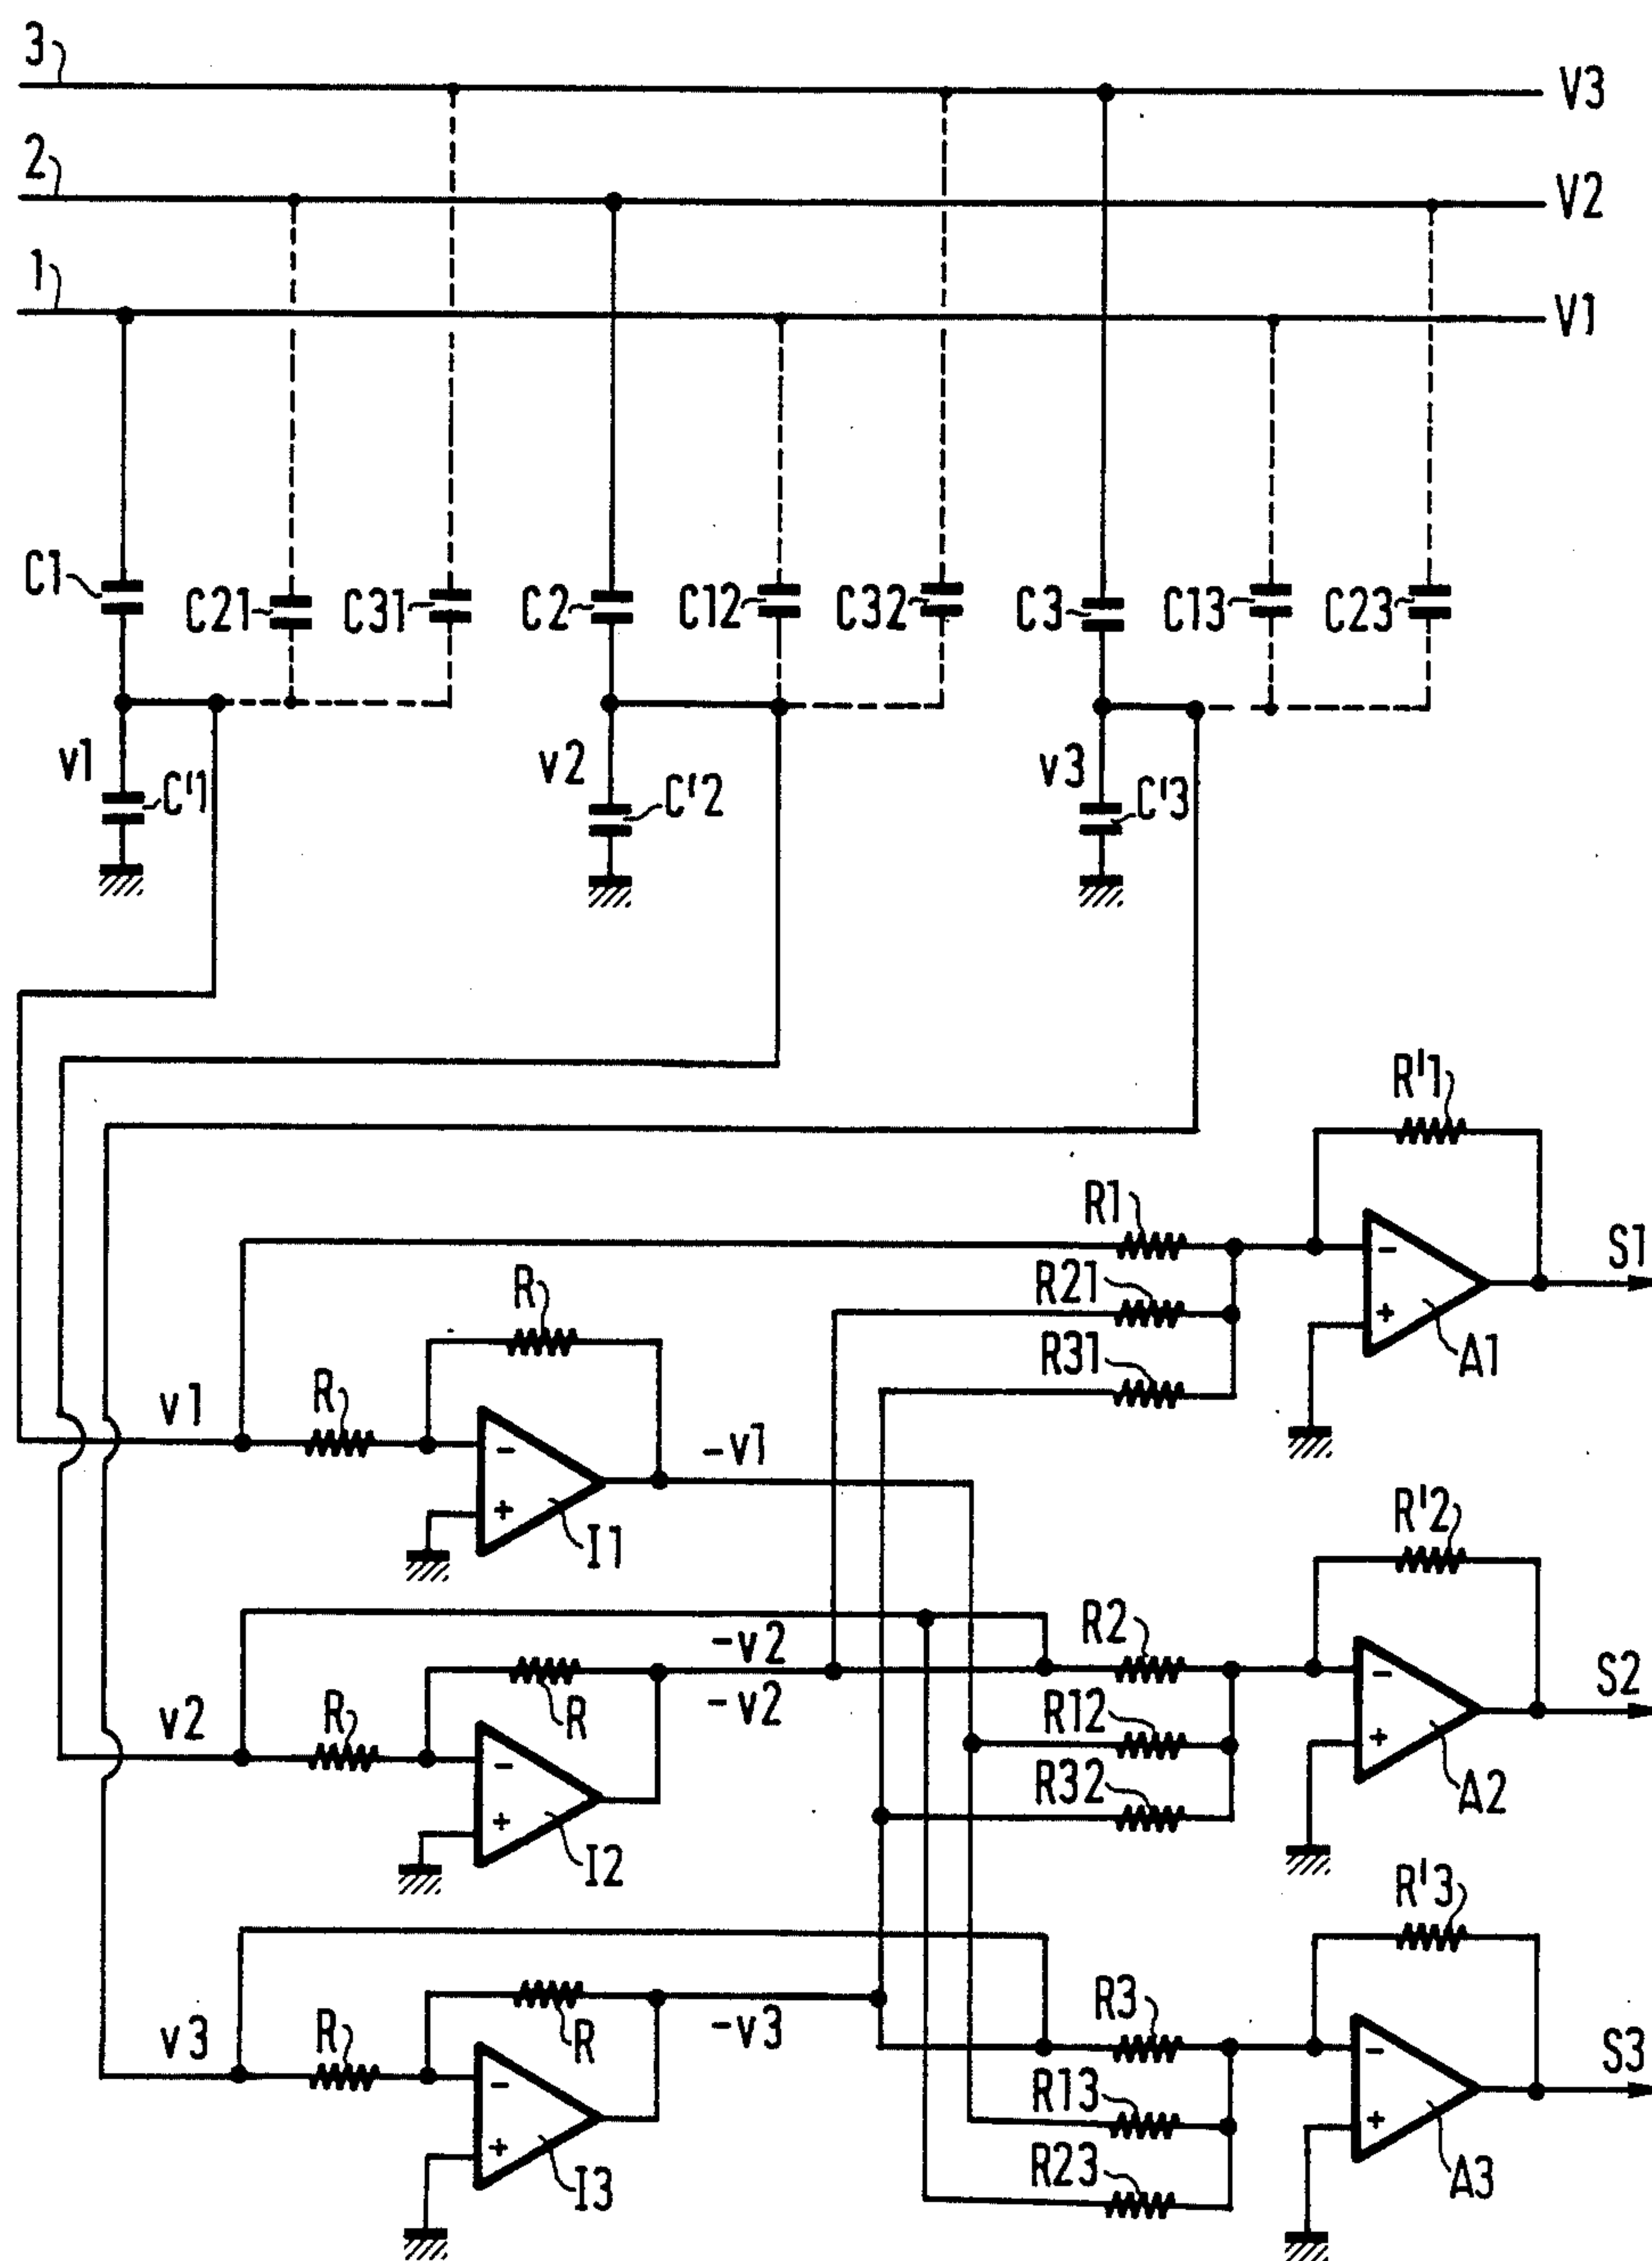 3
V3
2
V2
1
V1
C1
C21
C31
C2
C12
C32
C3
C13
C23
v1
C'1
v2
C'2
v3
C'3
R'1
R1
S1
R21
R
R31
A1
v1
R
-v1
-
+
-
+
I1
R'2
R2
-v2
-v2
S2
v2
R
R
R12
-
+
-
+
R32
A2
I2
R'3
R3
S3
v3
R
R
-v3
R13
-
+
-
+
R23
A3
I3